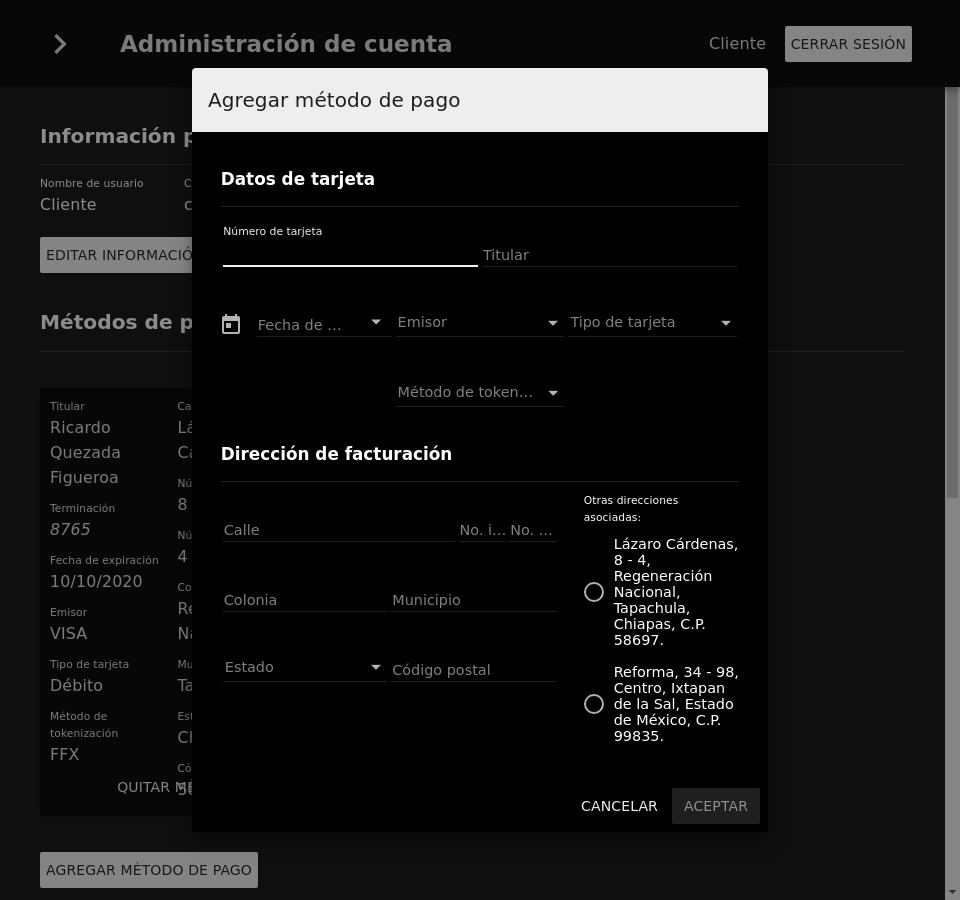 Administración de cuenta
Cliente
CERRAR SESIÓN
Agregar método de pago
Información p
Nombre de usuario
Cliente
EDITAR INFORMACIÓ
Métodos de p
Titular
Ricardo
Quezada
Figueroa
Terminación
8765
Fecha de expiración
10/10/2020
Emisor
VISA
Tipo de tarjeta
Débito
Método de
tokenización
FFX
Ca
Lá
Cá
Nú
8
Nú
4
Co
Re
Na
Mu
Ta
Est
Ch
Có
QUITAR MÉ
AGREGAR MÉTODO DE PAGO
Datos de tarjeta
Número de tarjeta
Titular
Fecha de ...
Emisor
Tipo de tarjeta
Método de token...
Dirección de facturación
Calle
No. i... No. ...
Colonia
Municipio
Estado
Código postal
Otras direcciones
asociadas:
Lázaro Cárdenas,
8 - 4,
Regeneración
Nacional,
Tapachula,
Chiapas, C.P.
58697.
Reforma, 34 - 98,
Centro, Ixtapan
de la Sal, Estado
de México, C.P.
99835.
CANCELAR
ACEPTAR